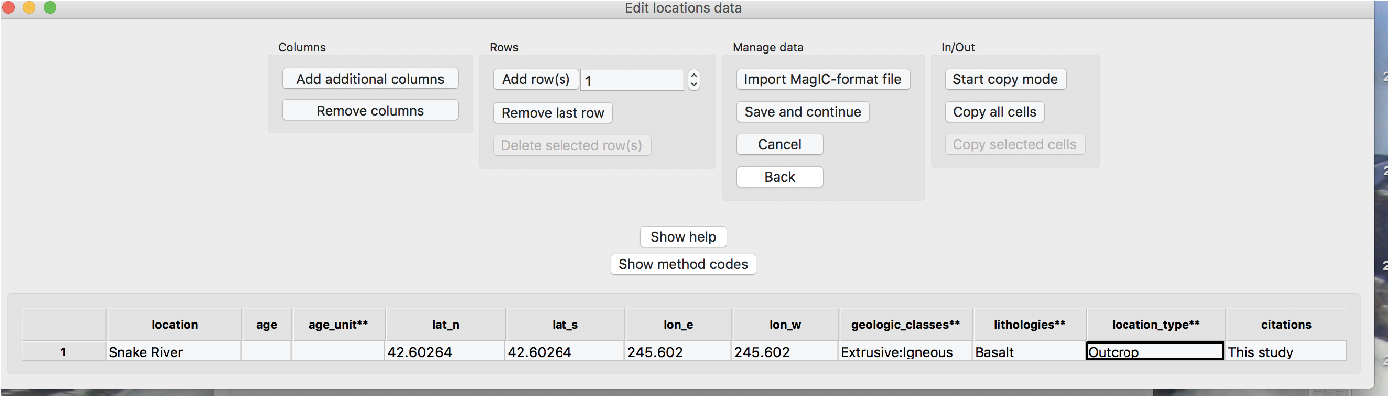 Edit locations data
Columns
Add additional columns
Remove columns
Rows
Add row(s) 1
Remove last row
Delete selected row(s)
Manage data
Import MagIC-format file
Save and continue
Cancel
Back
In/Out
Start copy mode
Copy all cells
Copy selected cells
Show help
Show method codes
location age age_unit** lat_n lat_s lon_e lon_w geologic_classes** lithologies** location_type** citations
1 Snake River 42.60264 42.60264 245.602 245.602 Extrusive:Igneous Basalt Outcrop This study